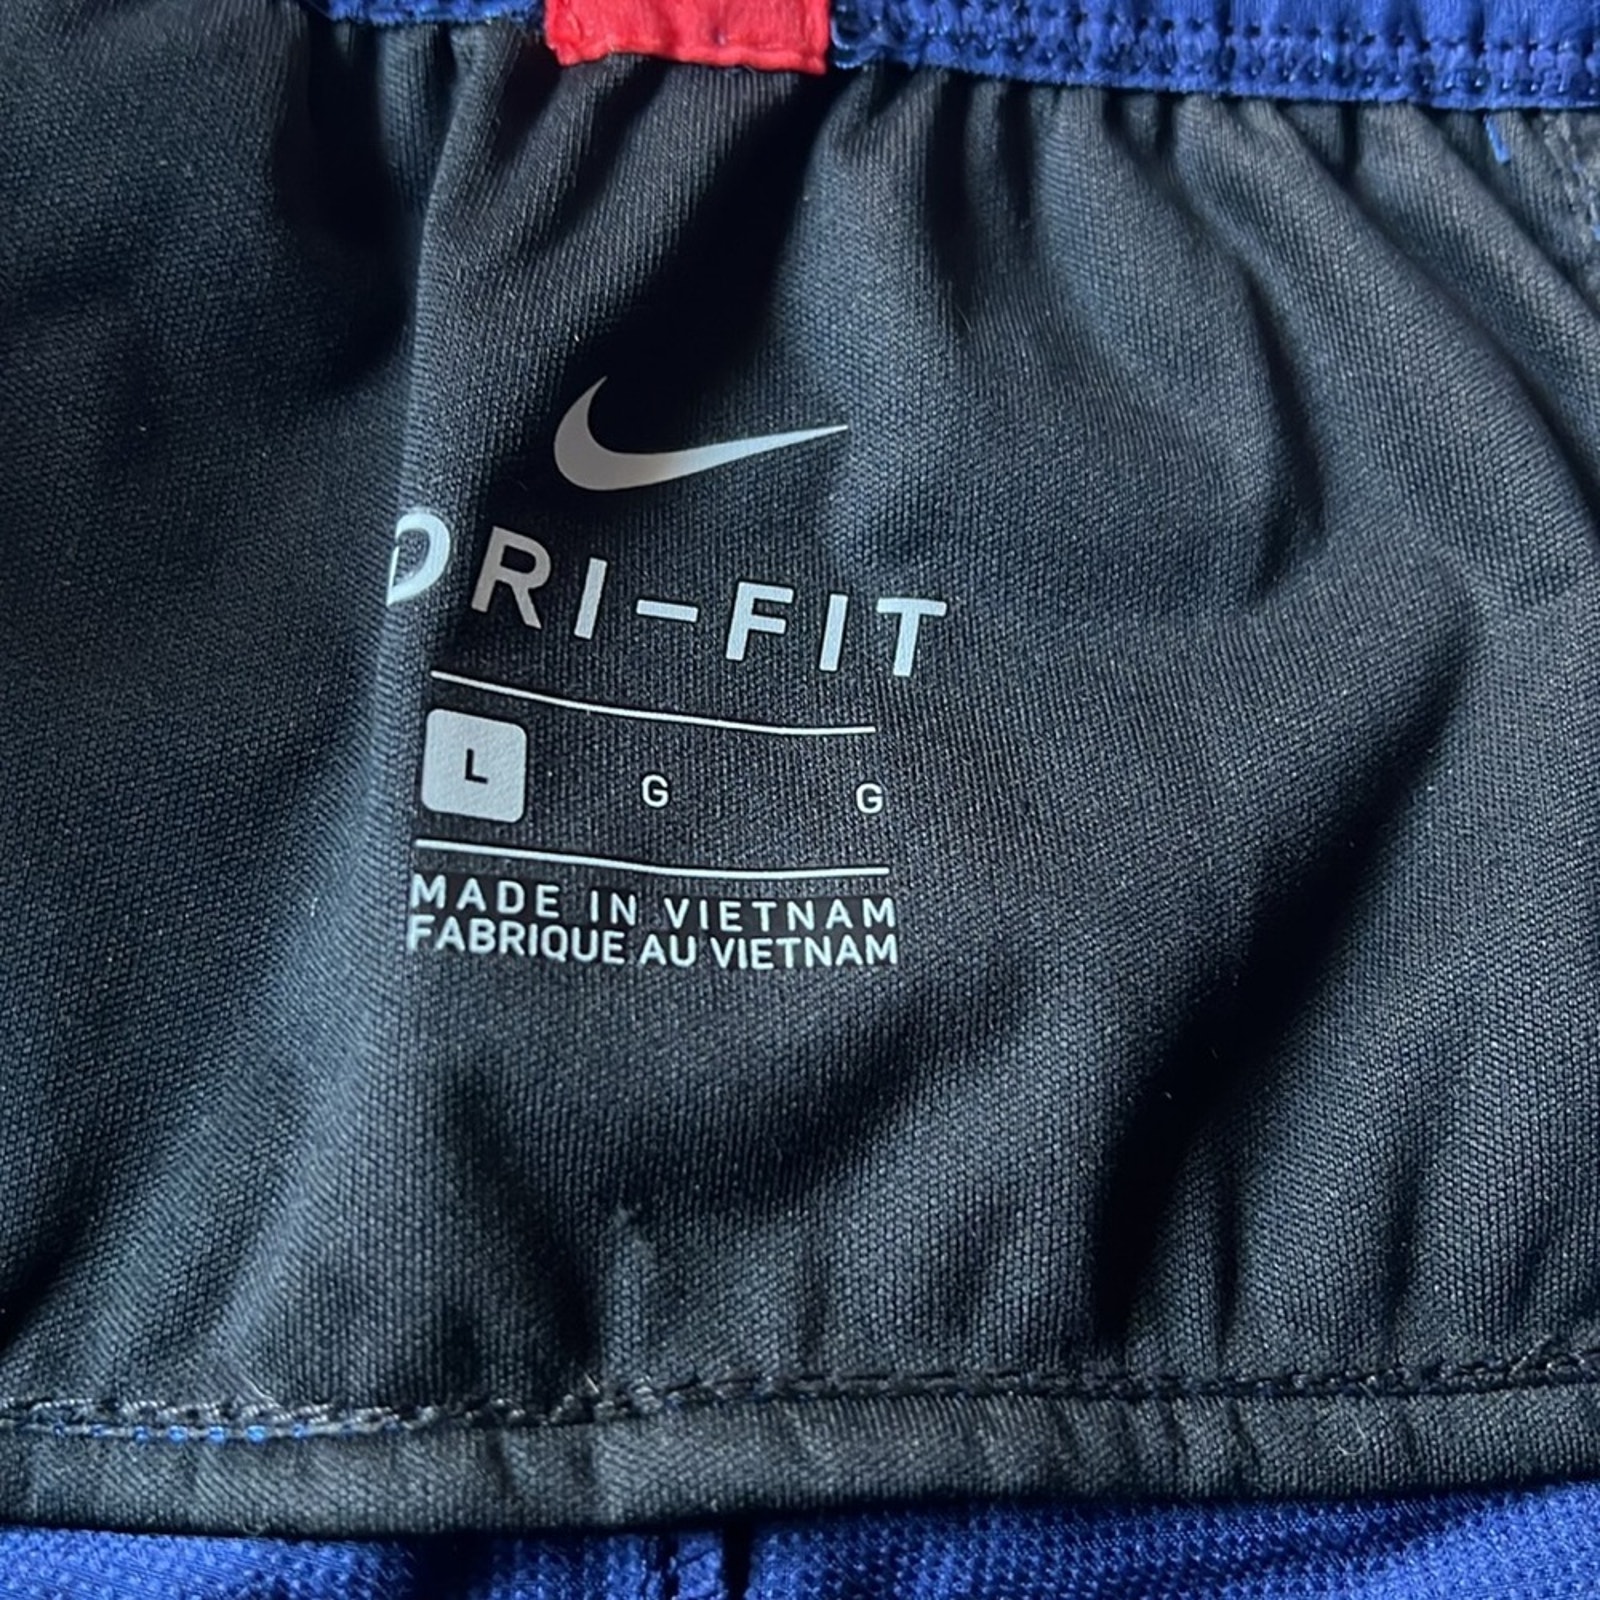 DRI-FIT
L G G
MADE IN VIETNAM
FABRIQUE AU VIETNAM